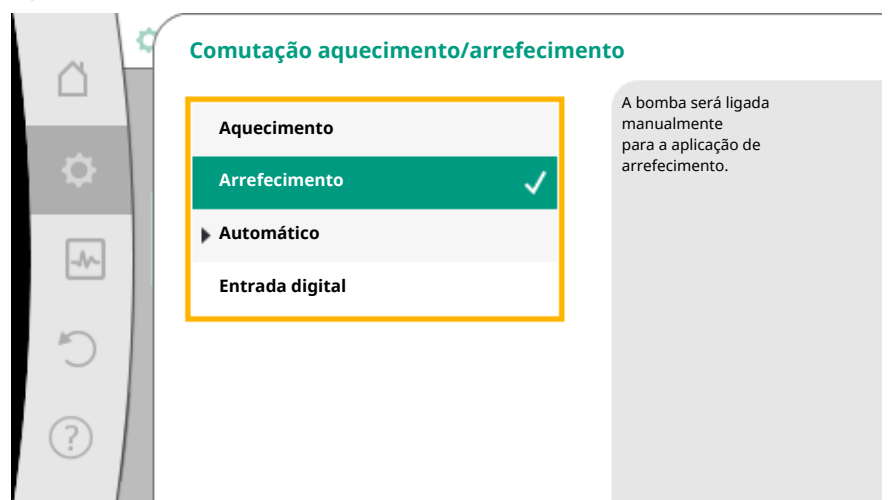 Comutação aquecimento/arrefecimento
Aquecimento
Arrefecimento
Automático
Entrada digital
A bomba será ligada
manualmente
para a aplicação de
arrefecimento.
?